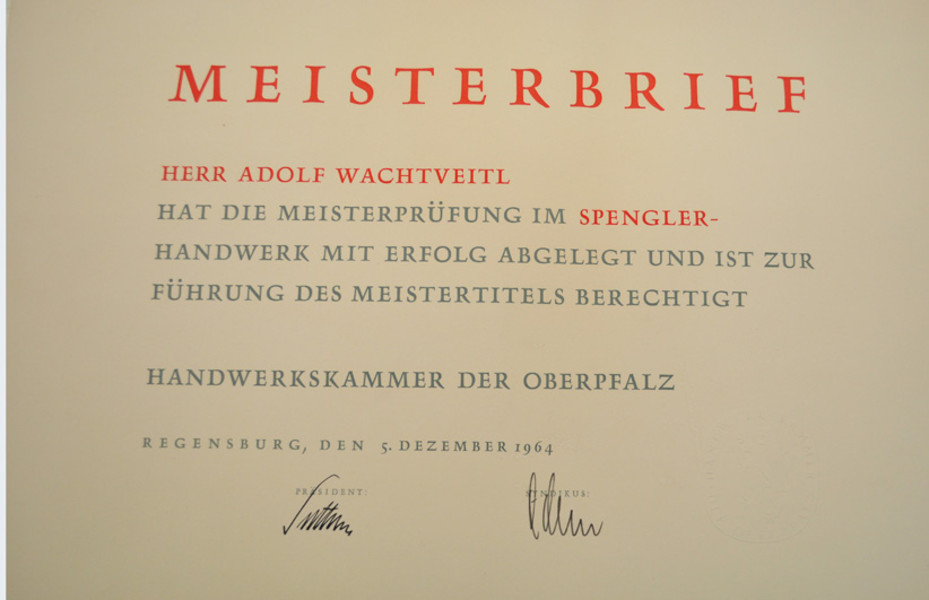 MEISTERBRIEF
HERR ADOLF WACHTVEITL
HAT DIE MEISTERPRÜFUNG IM SPENGLER-
HANDWERK MIT ERFOLG ABGELEGT UND IST ZUR
FÜHRUNG DES MEISTERTITELS BERECHTIGT
HANDWERKSKAMMER DER OBERPFALZ
REGENSBURG, DEN 5. DEZEMBER 1964
PRÄSIDENT: SYNDIKUS: